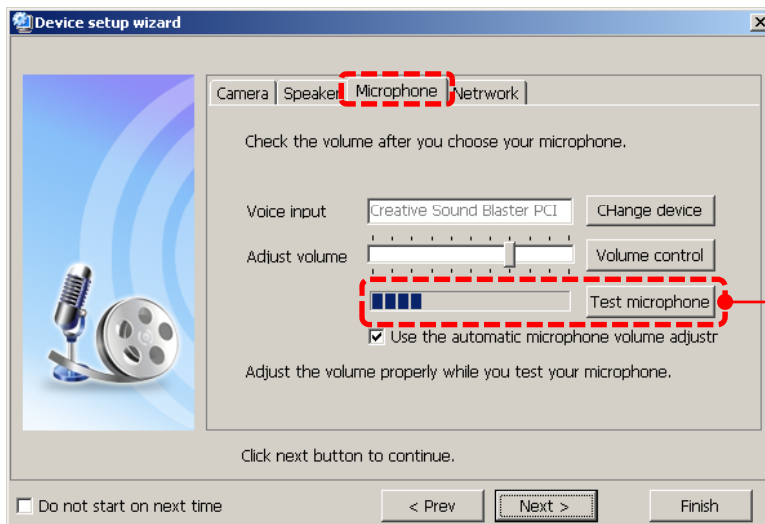 Device setup wizard
Camera Speaker Microphone Netrwork
Check the volume after you choose your microphone.
Voice input Creative Sound Blaster PCI CHange device
Adjust volume Volume control
Test microphone
Use the automatic microphone volume adjustr
Adjust the volume properly while you test your microphone.
Click next button to continue.
Do not start on next time < Prev Next > Finish